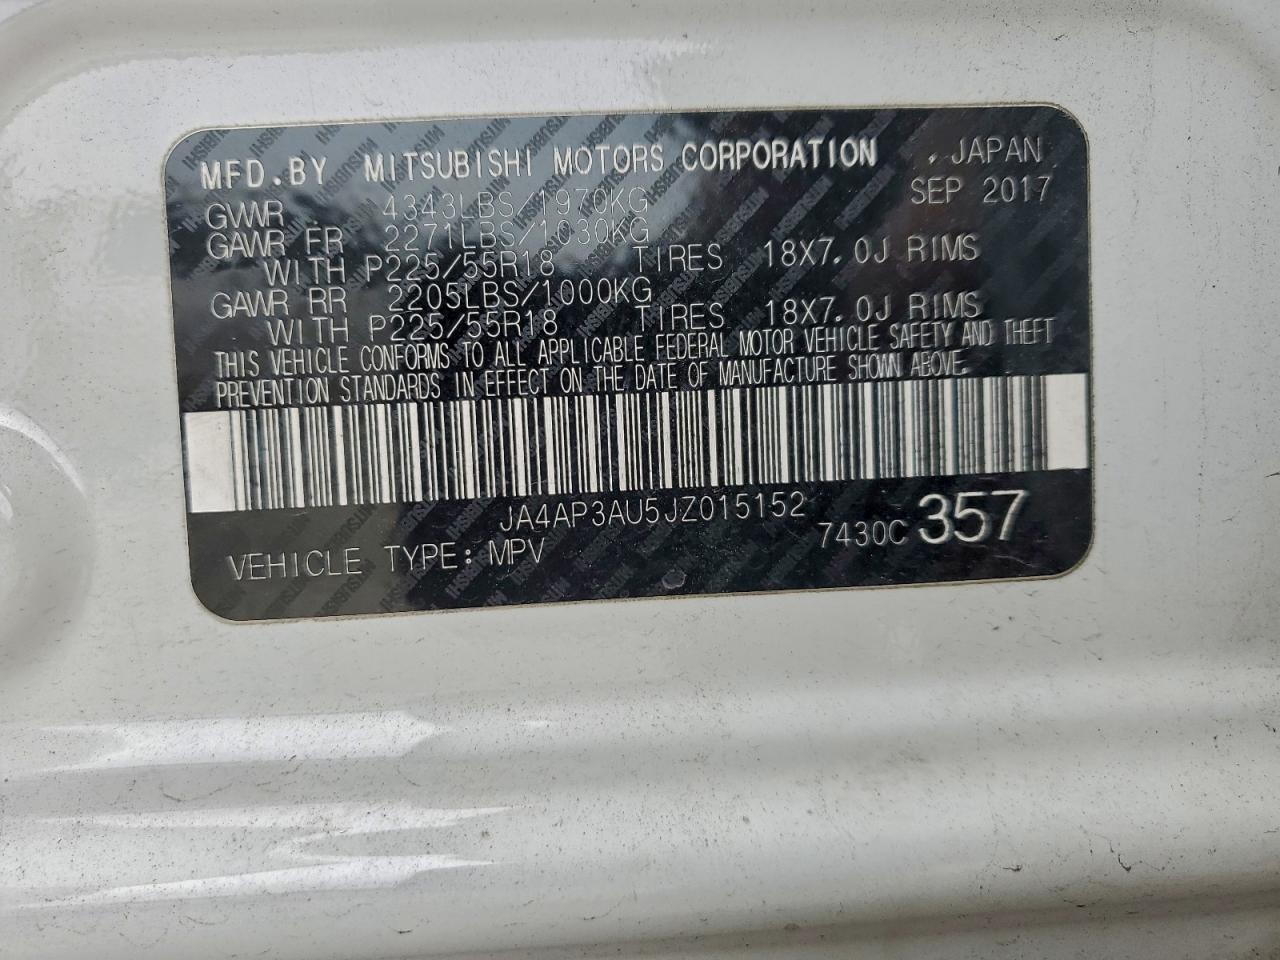 MFD.BY MITSUBISHI MOTORS CORPORATION , JAPAN
GVWR 4343LBS/1970KG SEP 2017
GAWR FR 2271LBS/1030KG
WITH P225/55R18 TIRES 18X7.0J RIMS
GAWR RR 2205LBS/1000KG
WITH P225/55R18 TIRES 18X7.0J RIMS
THIS VEHICLE CONFORMS TO ALL APPLICABLE FEDERAL MOTOR VEHICLE SAFETY AND THEFT
PREVENTION STANDARDS IN EFFECT ON THE DATE OF MANUFACTURE SHOWN ABOVE.
JA4AP3AU5JZ015152
VEHICLE TYPE: MPV 7430C 357